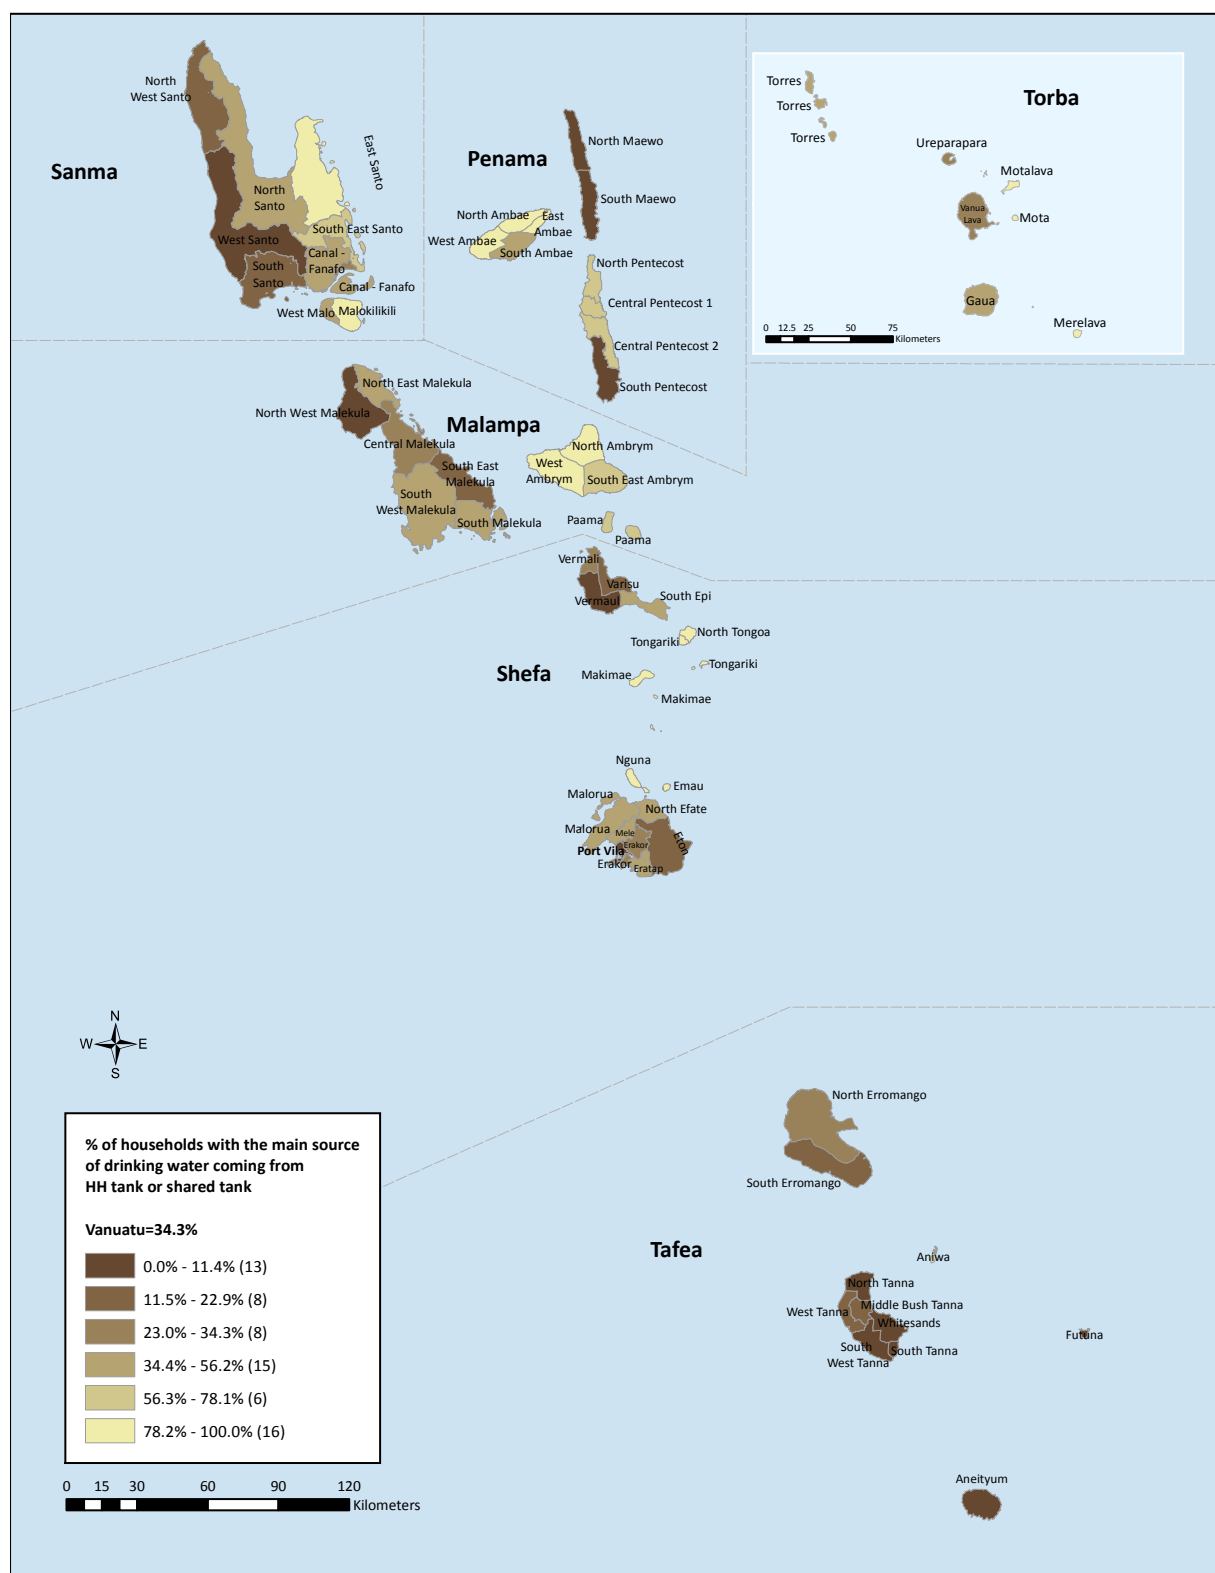 North
West Santo
Sanma
East Santo
North
Santo
South East Santo
West Santo
Canal -
Fanafo
South
Santo
Canal - Fanafo
West Malo
Malokilikili
Penama
North Maewo
South Maewo
North Ambae
East
Ambae
West Ambae
South Ambae
North Pentecost
Central Pentecost 1
Central Pentecost 2
South Pentecost
Torba
Torres
Torres
Torres
Ureparapara
Motalava
Vanua
Lava
Mota
Gaua
Merelava
0 12.5 25 50 75
Kilometers
North East Malekula
North West Malekula
Malampa
Central Malekula
South East
Malekula
South
West Malekula
South Malekula
North Ambrym
West
Ambrym
South East Ambrym
Paama
Paama
Vermali
Varisu
Vermaul
South Epi
North Tongoa
Tongariki
Tongariki
Shefa
Makimae
Makimae
Nguna
Emau
Malorua
North Efate
Malorua
Mele
Erakor
Eton
Port Vila
Erakor
Eratap
N
W E
S
North Erromango
South Erromango
Tafea
Aniwa
North Tanna
Middle Bush Tanna
West Tanna
Whitesands
South
West Tanna
South Tanna
Futuna
Aneityum
% of households with the main source
of drinking water coming from
HH tank or shared tank
Vanuatu=34.3%
0.0% - 11.4% (13)
11.5% - 22.9% (8)
23.0% - 34.3% (8)
34.4% - 56.2% (15)
56.3% - 78.1% (6)
78.2% - 100.0% (16)
0 15 30 60 90 120
Kilometers